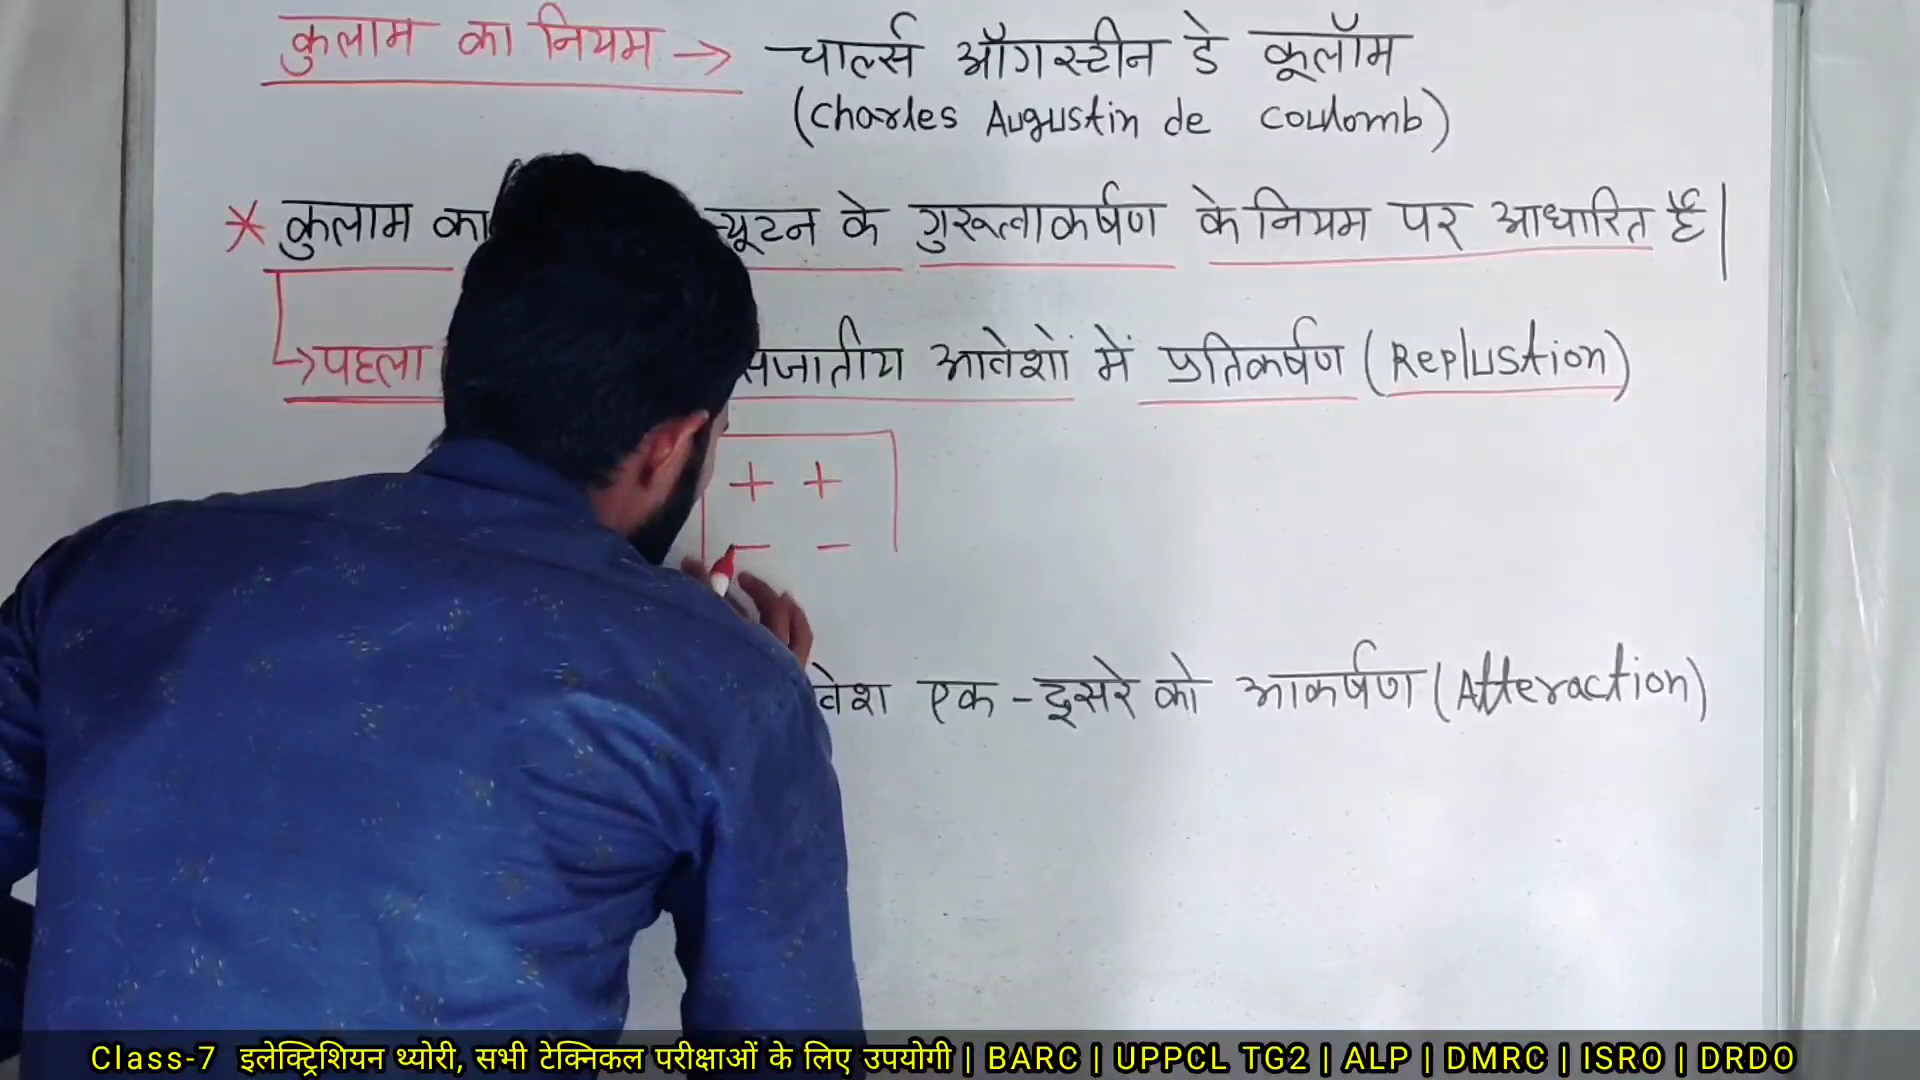 कुलाम का नियम → चार्ल्स ऑगस्टीन डे कूलॉम
(Charles Augustin de Coulomb)
* कुलाम का न्यूटन के गुरूत्वाकर्षण के नियम पर आधारित है|
→ पहला सजातीय आवेशों में प्रतिकर्षण (Replustion)
+ +
− −
एक-दूसरे को आकर्षण (Atteraction)
Class-7 इलेक्ट्रिशियन थ्योरी, सभी टेक्निकल परीक्षाओं के लिए उपयोगी | BARC | UPPCL TG2 | ALP | DMRC | ISRO | DRDO